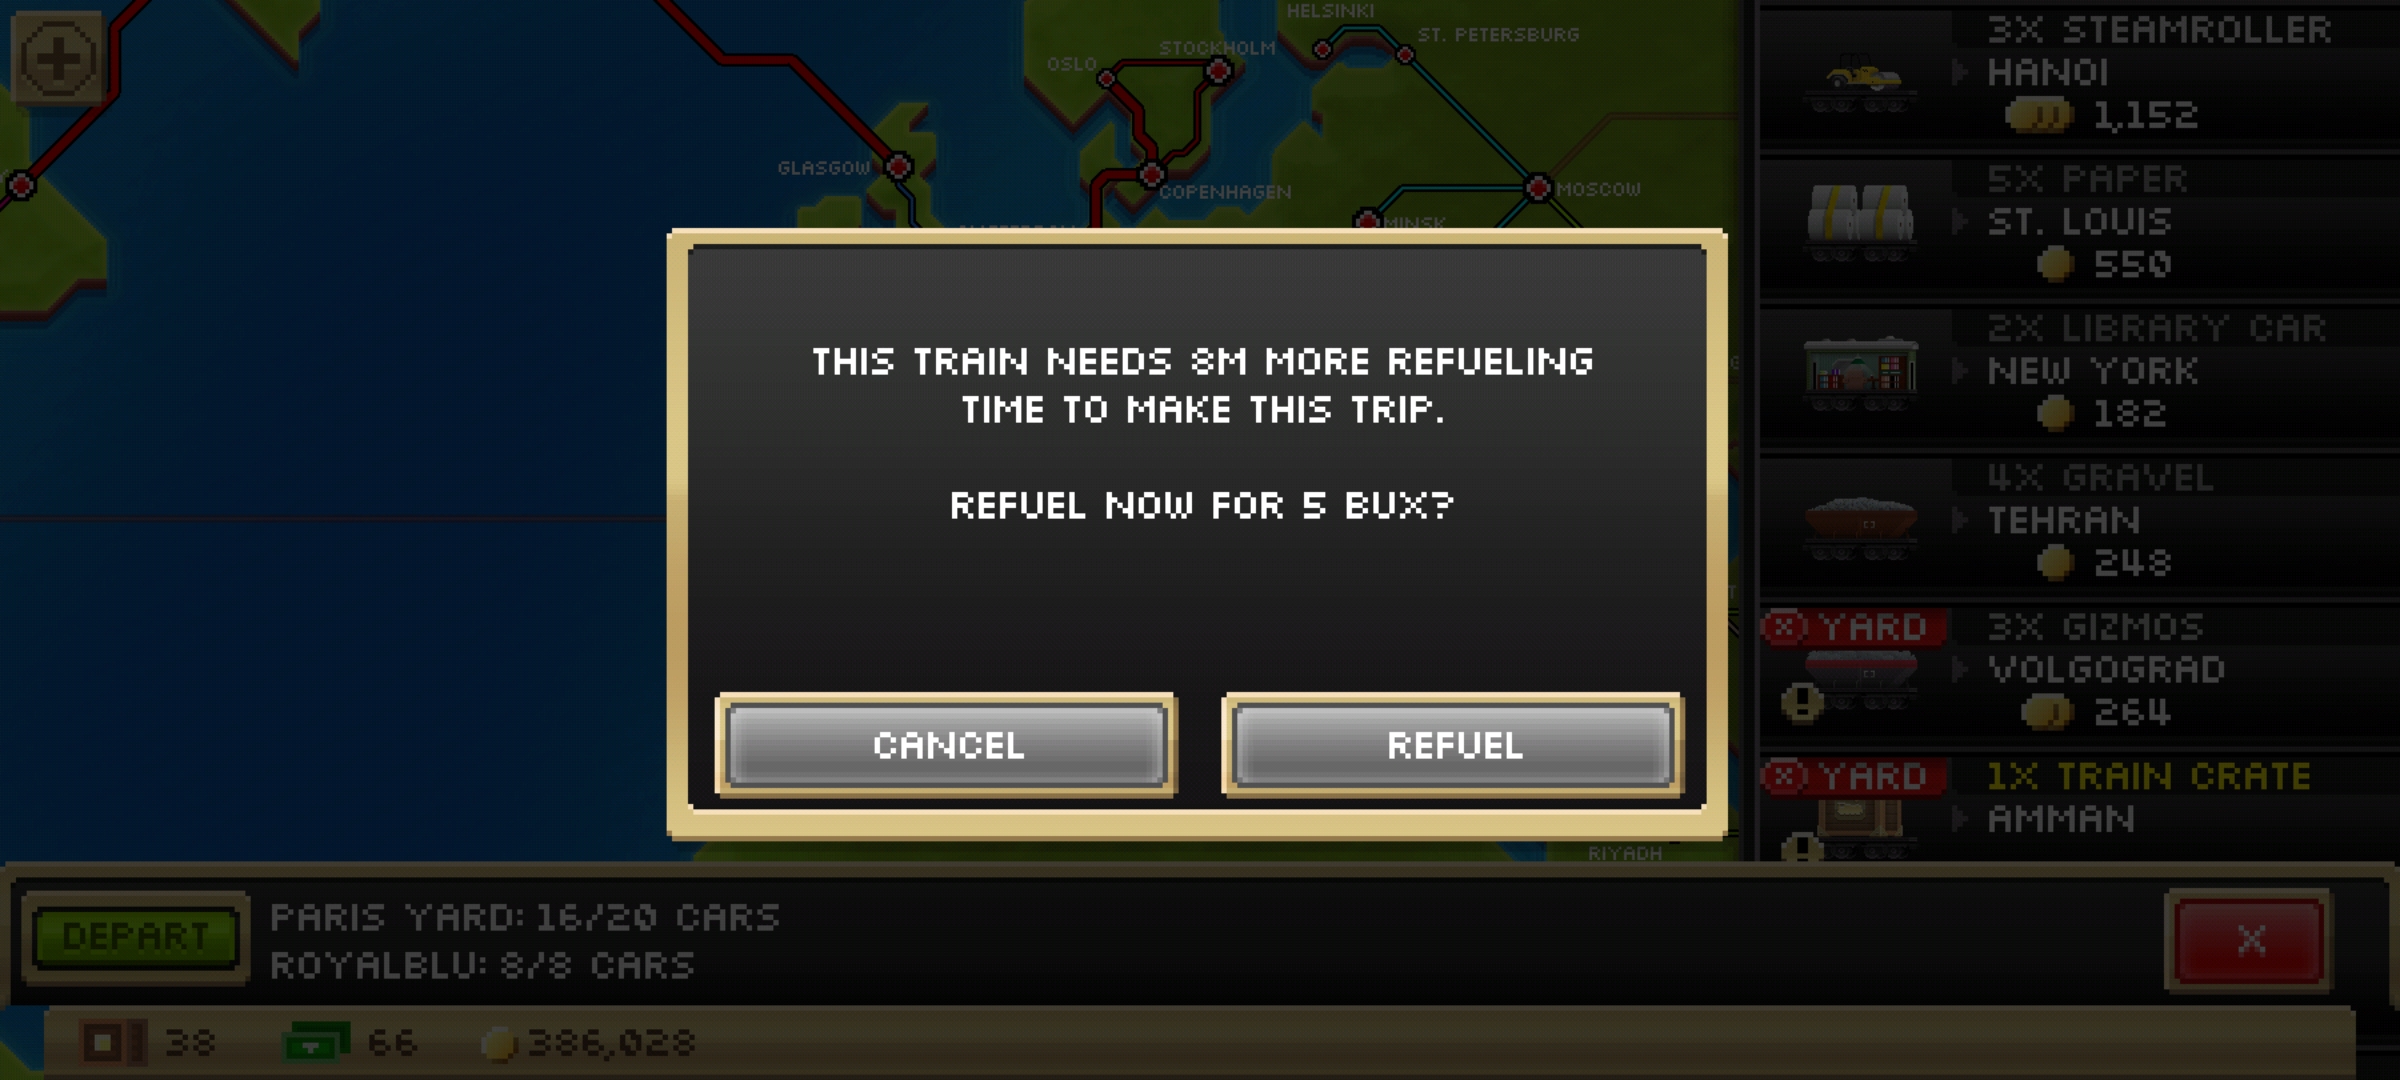 HELSINKI
ST. PETERSBURG
STOCKHOLM
OSLO
GLASGOW
COPENHAGEN
MOSCOW
MINSK
THIS TRAIN NEEDS 8M MORE REFUELING
TIME TO MAKE THIS TRIP.
REFUEL NOW FOR 5 BUX?
CANCEL
REFUEL
RIYADH
3X STEAMROLLER
HANOI
1,152
5X PAPER
ST. LOUIS
550
2X LIBRARY CAR
NEW YORK
182
4X GRAVEL
TEHRAN
248
X YARD
3X GIZMOS
VOLGOGRAD
264
X YARD
1X TRAIN CRATE
AMMAN
DEPART
PARIS YARD: 16/20 CARS
ROYALBLU: 8/8 CARS
X
38
66
386,028